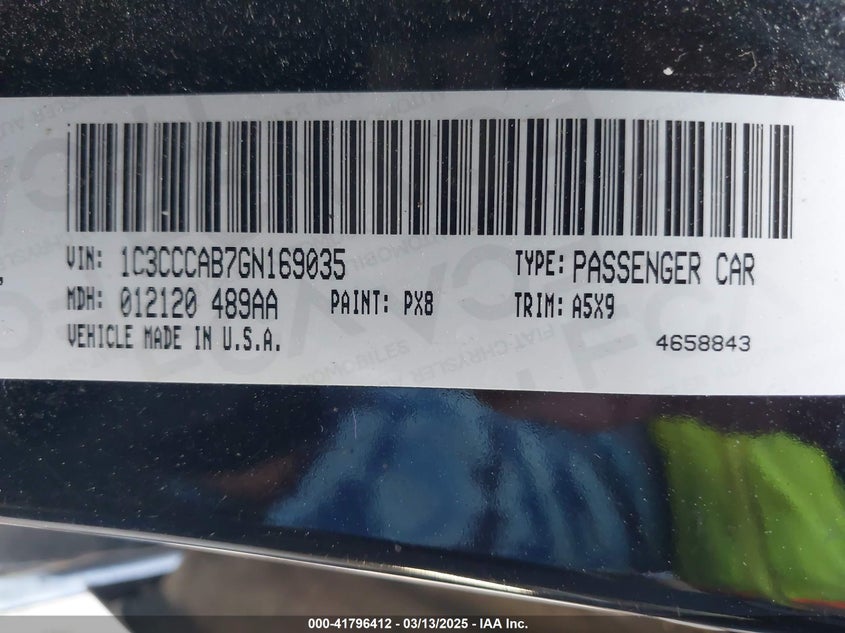 VIN: 1C3CCCAB7GN169035 TYPE: PASSENGER CAR
MDH: 012120 489AA PAINT: PX8 TRIM: A5X9
VEHICLE MADE IN U.S.A. 4658843
000-41796412 - 03/13/2025 - IAA Inc.